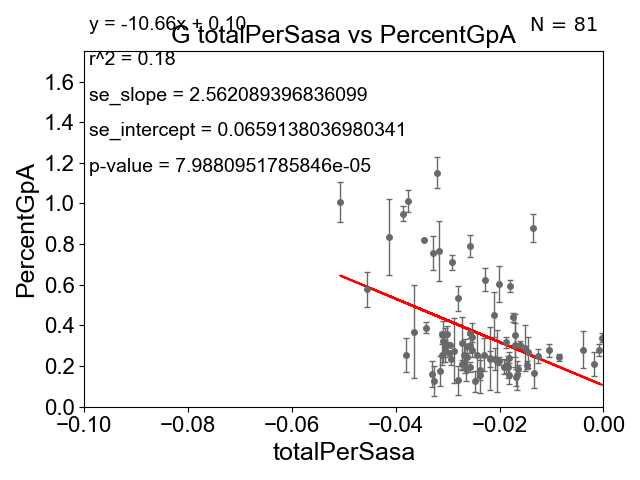 y = -10.66x + 0.10
N = 81
G totalPerSasa vs PercentGpA
r^2 = 0.18
se_slope = 2.562089396836099
se_intercept = 0.0659138036980341
p-value = 7.9880951785846e-05
PercentGpA
1.6
1.4
1.2
1.0
0.8
0.6
0.4
0.2
0.0
−0.10
−0.08
−0.06
−0.04
−0.02
0.00
totalPerSasa